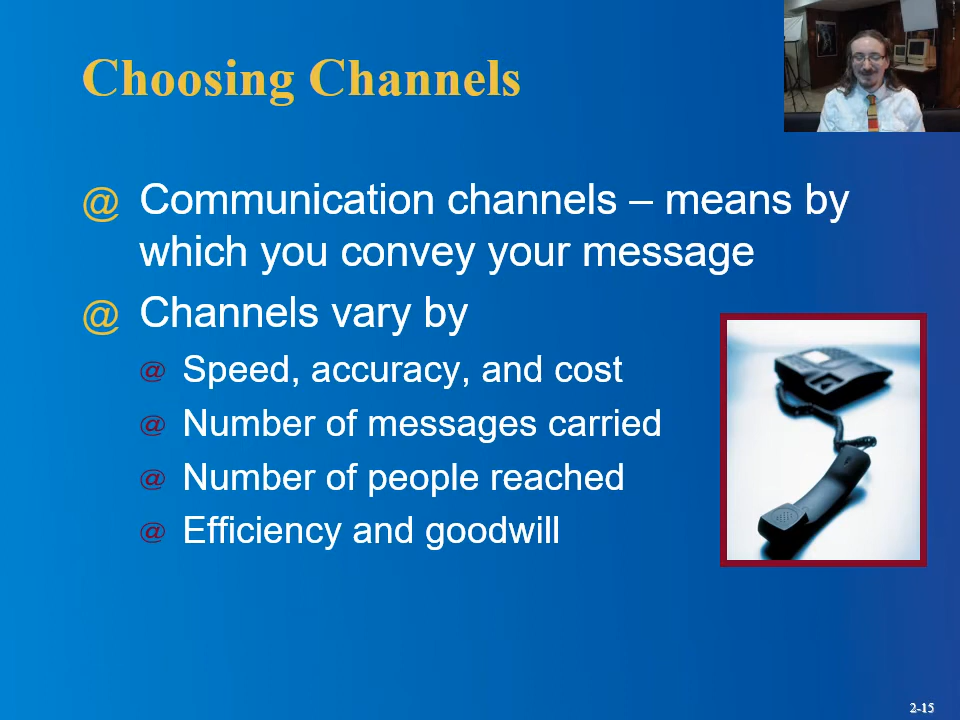 Choosing Channels
@ Communication channels – means by
which you convey your message
@ Channels vary by
@ Speed, accuracy, and cost
@ Number of messages carried
@ Number of people reached
@ Efficiency and goodwill
2-15